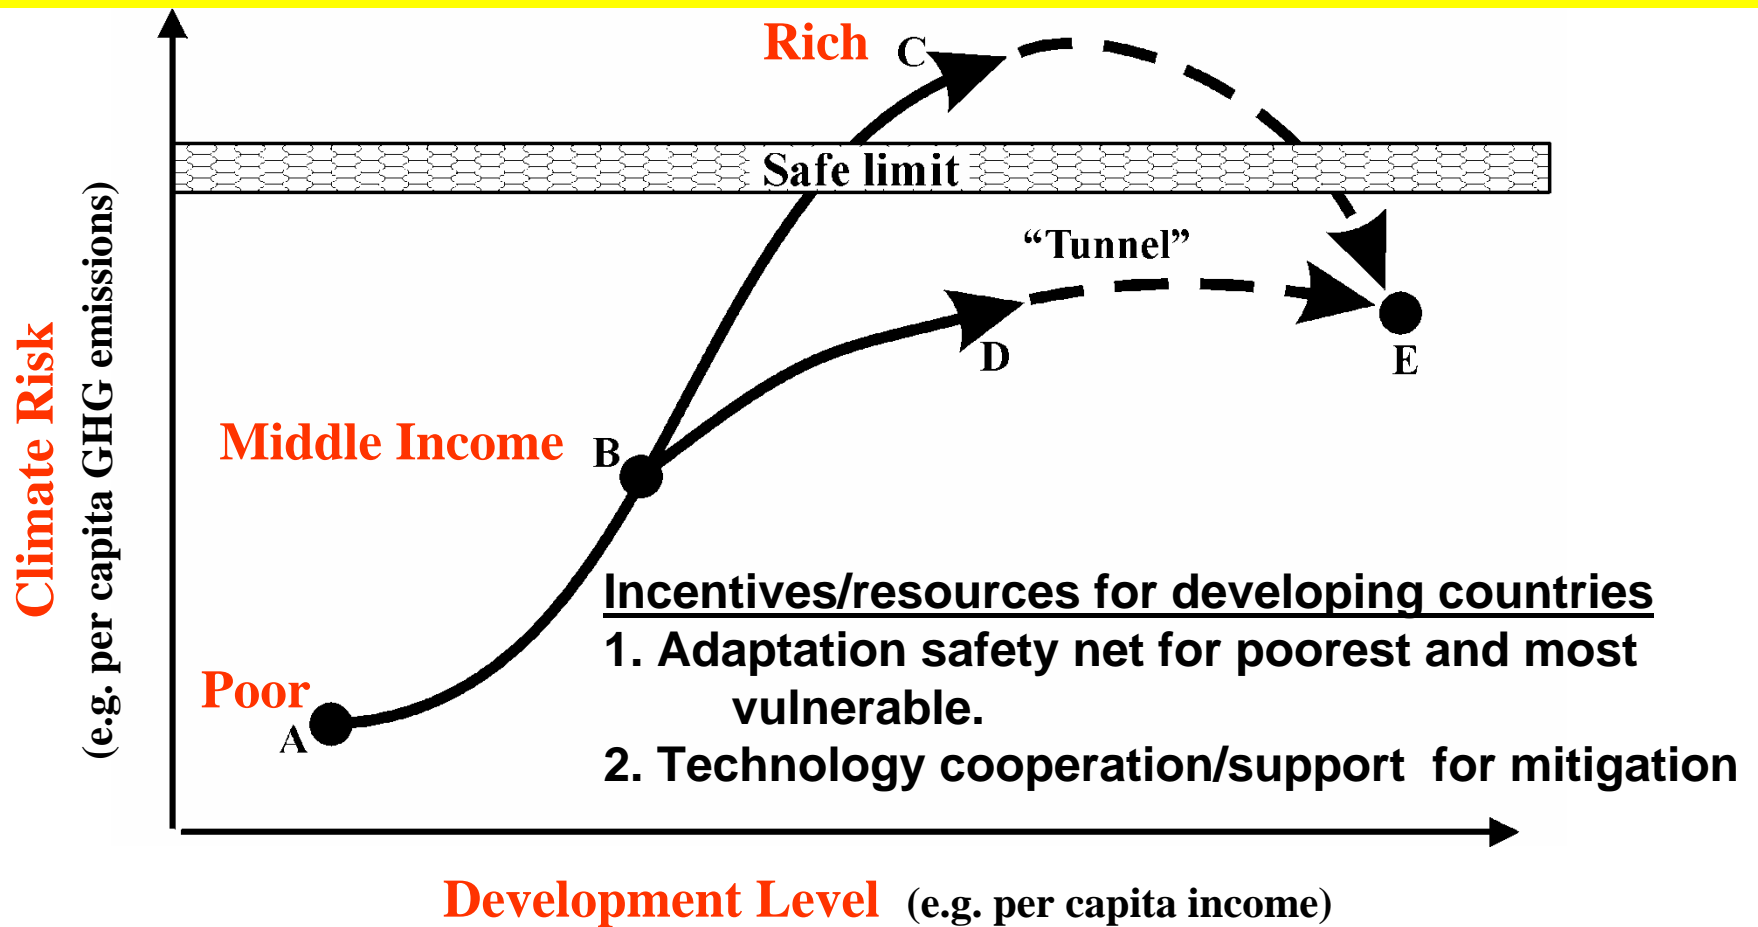 Rich C
Safe limit
“Tunnel”
D
E
Middle Income B
Climate Risk
(e.g. per capita GHG emissions)
Incentives/resources for developing countries
1. Adaptation safety net for poorest and most
vulnerable.
2. Technology cooperation/support for mitigation
Poor
A
Development Level (e.g. per capita income)